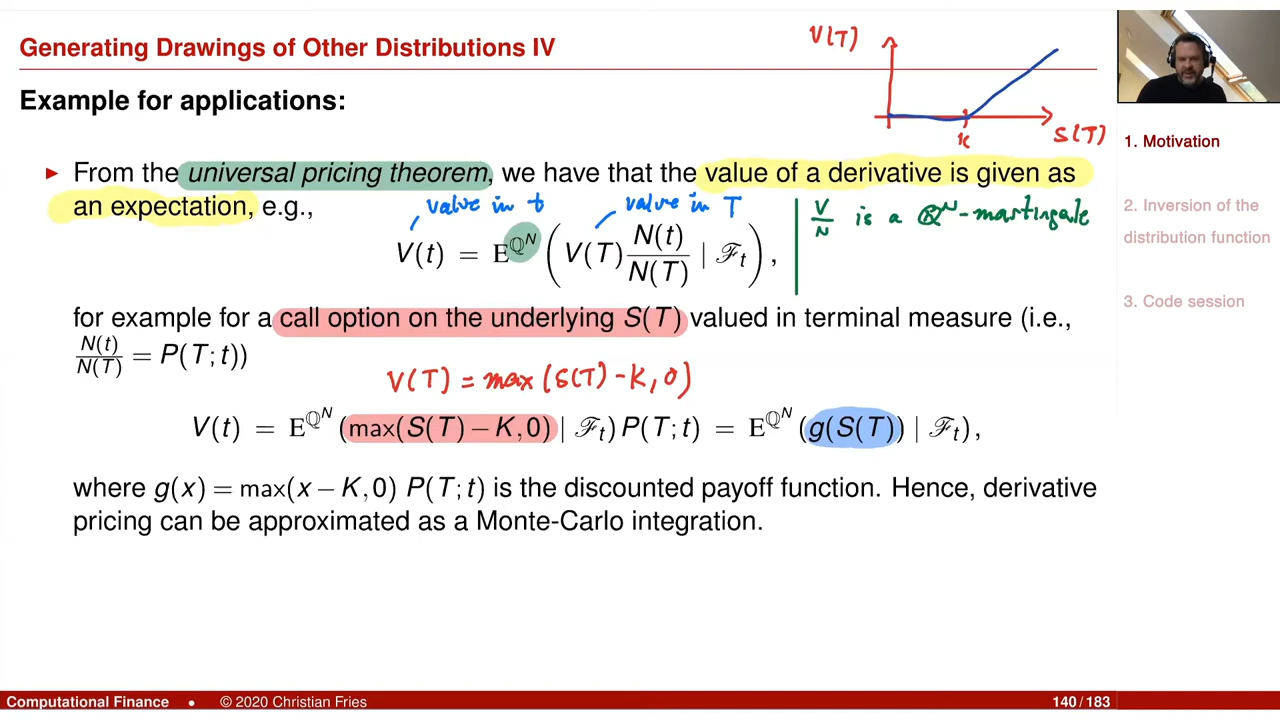 Generating Drawings of Other Distributions IV
V(T)
K
S(T)
Example for applications:
1. Motivation
2. Inversion of the
distribution function
3. Code session
► From the universal pricing theorem, we have that the value of a derivative is given as
an expectation, e.g.,
value in t
value in T
V/N is a ℚ^N-martingale
V(t) = E^{ℚ^N} ( V(T) N(t)/N(T) | ℱ_t ),
for example for a call option on the underlying S(T) valued in terminal measure (i.e.,
N(t)/N(T) = P(T;t))
V(T) = max (S(T) - K, 0)
V(t) = E^{ℚ^N} (max(S(T) − K, 0) | ℱ_t) P(T;t) = E^{ℚ^N} (g(S(T)) | ℱ_t),
where g(x) = max(x − K, 0) P(T;t) is the discounted payoff function. Hence, derivative
pricing can be approximated as a Monte-Carlo integration.
Computational Finance • © 2020 Christian Fries 140 / 183